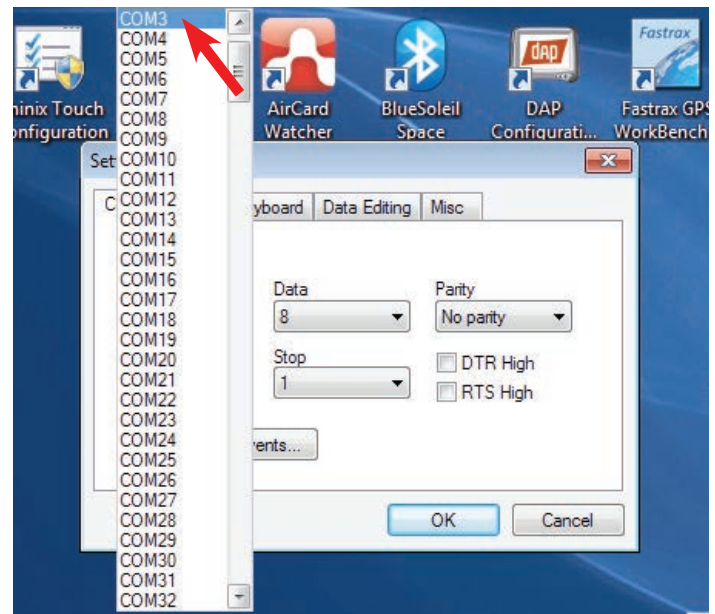 COM3
COM4
COM5
COM6
COM7
COM8
COM9
COM10
COM11
COM12
COM13
COM14
COM15
COM16
COM17
COM18
COM19
COM20
COM21
COM22
COM23
COM24
COM25
COM26
COM27
COM28
COM29
COM30
COM31
COM32
Touch
AirCard
Watcher
BlueSoleil
Space
dAP
DAP
Configurati...
Fastrax
Fastrax GPS
WorkBench
Set
C
Data Editing
Misc
Data
8
Parity
No parity
Stop
1
DTR High
RTS High
OK
Cancel